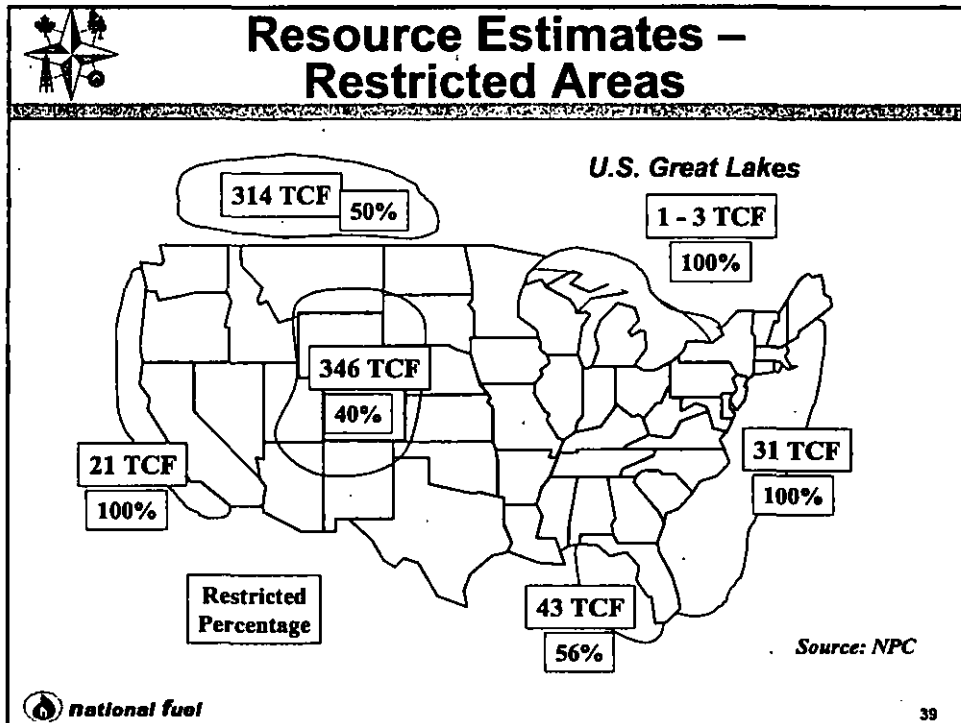 Resource Estimates –
Restricted Areas
314 TCF
50%
U.S. Great Lakes
1 - 3 TCF
100%
346 TCF
40%
21 TCF
100%
31 TCF
100%
Restricted
Percentage
43 TCF
56%
Source: NPC
national fuel
39